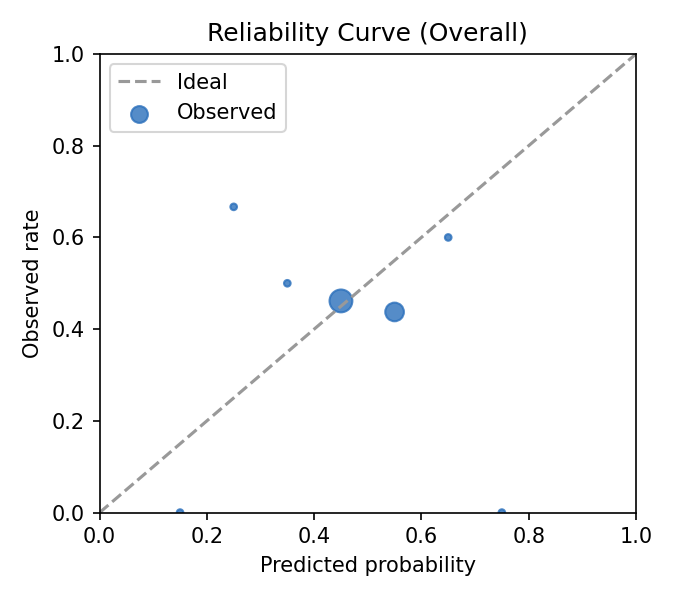 Reliability Curve (Overall)
Ideal
Observed
Observed rate
1.0
0.8
0.6
0.4
0.2
0.0
0.0 0.2 0.4 0.6 0.8 1.0
Predicted probability